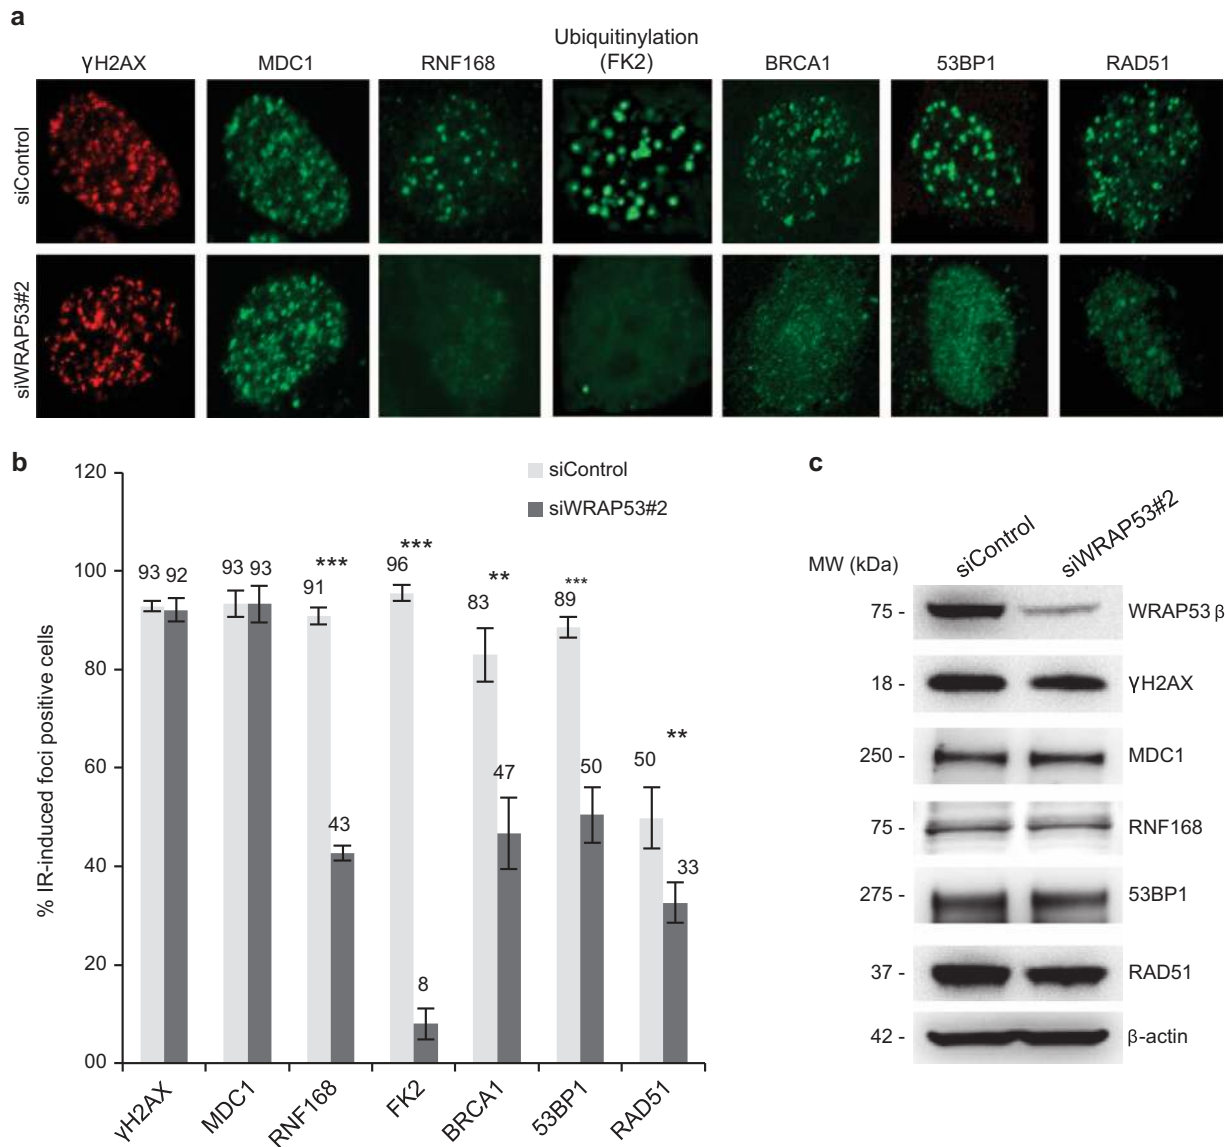 a
Ubiquitinylation
γH2AX MDC1 RNF168 (FK2) BRCA1 53BP1 RAD51
siControl
siWRAP53#2
b
siControl
siWRAP53#2
% IR-induced foci positive cells
120
100
80
60
40
20
00
93 92
93 93
91 ***
43
96 ***
8
83 **
47
89 ***
50
50 **
33
γH2AX MDC1 RNF168 FK2 BRCA1 53BP1 RAD51
c
siControl siWRAP53#2
MW (kDa)
75 - WRAP53β
18 - γH2AX
250 - MDC1
75 - RNF168
275 - 53BP1
37 - RAD51
42 - β-actin